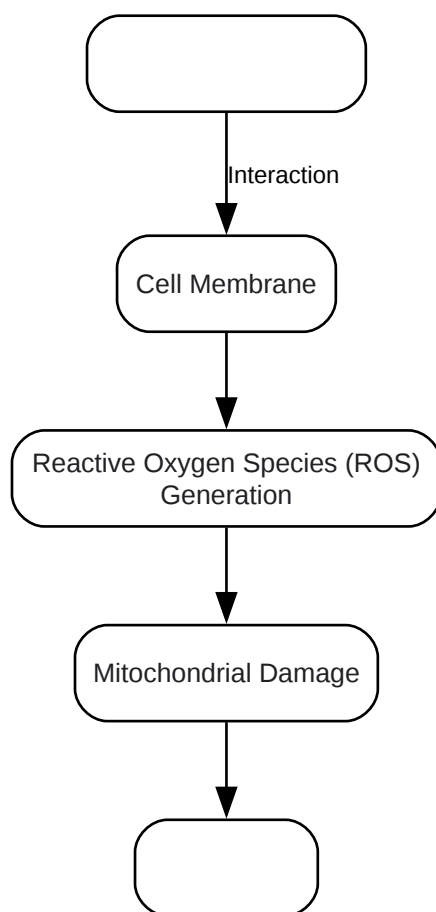 Interaction
Cell Membrane
Reactive Oxygen Species (ROS)
Generation
Mitochondrial Damage